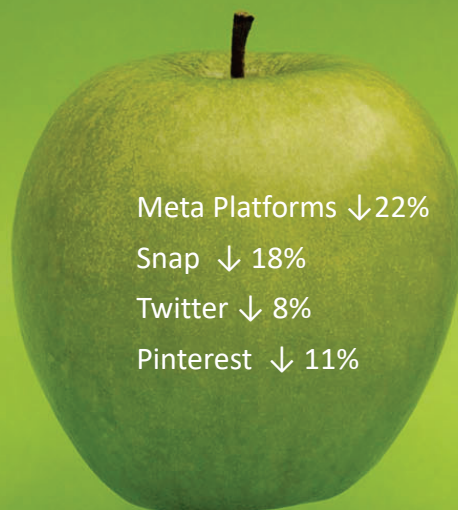 Meta Platforms ↓22%
Snap ↓ 18%
Twitter ↓ 8%
Pinterest ↓ 11%